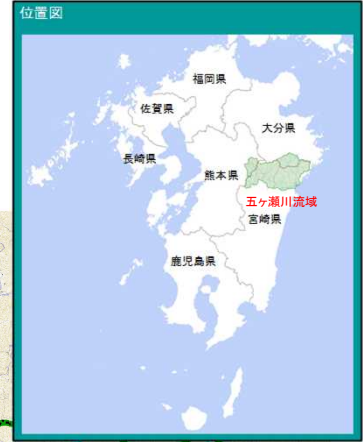 位置図
福岡県
佐賀県
大分県
長崎県
熊本県
五ヶ瀬川流域
宮崎県
鹿児島県